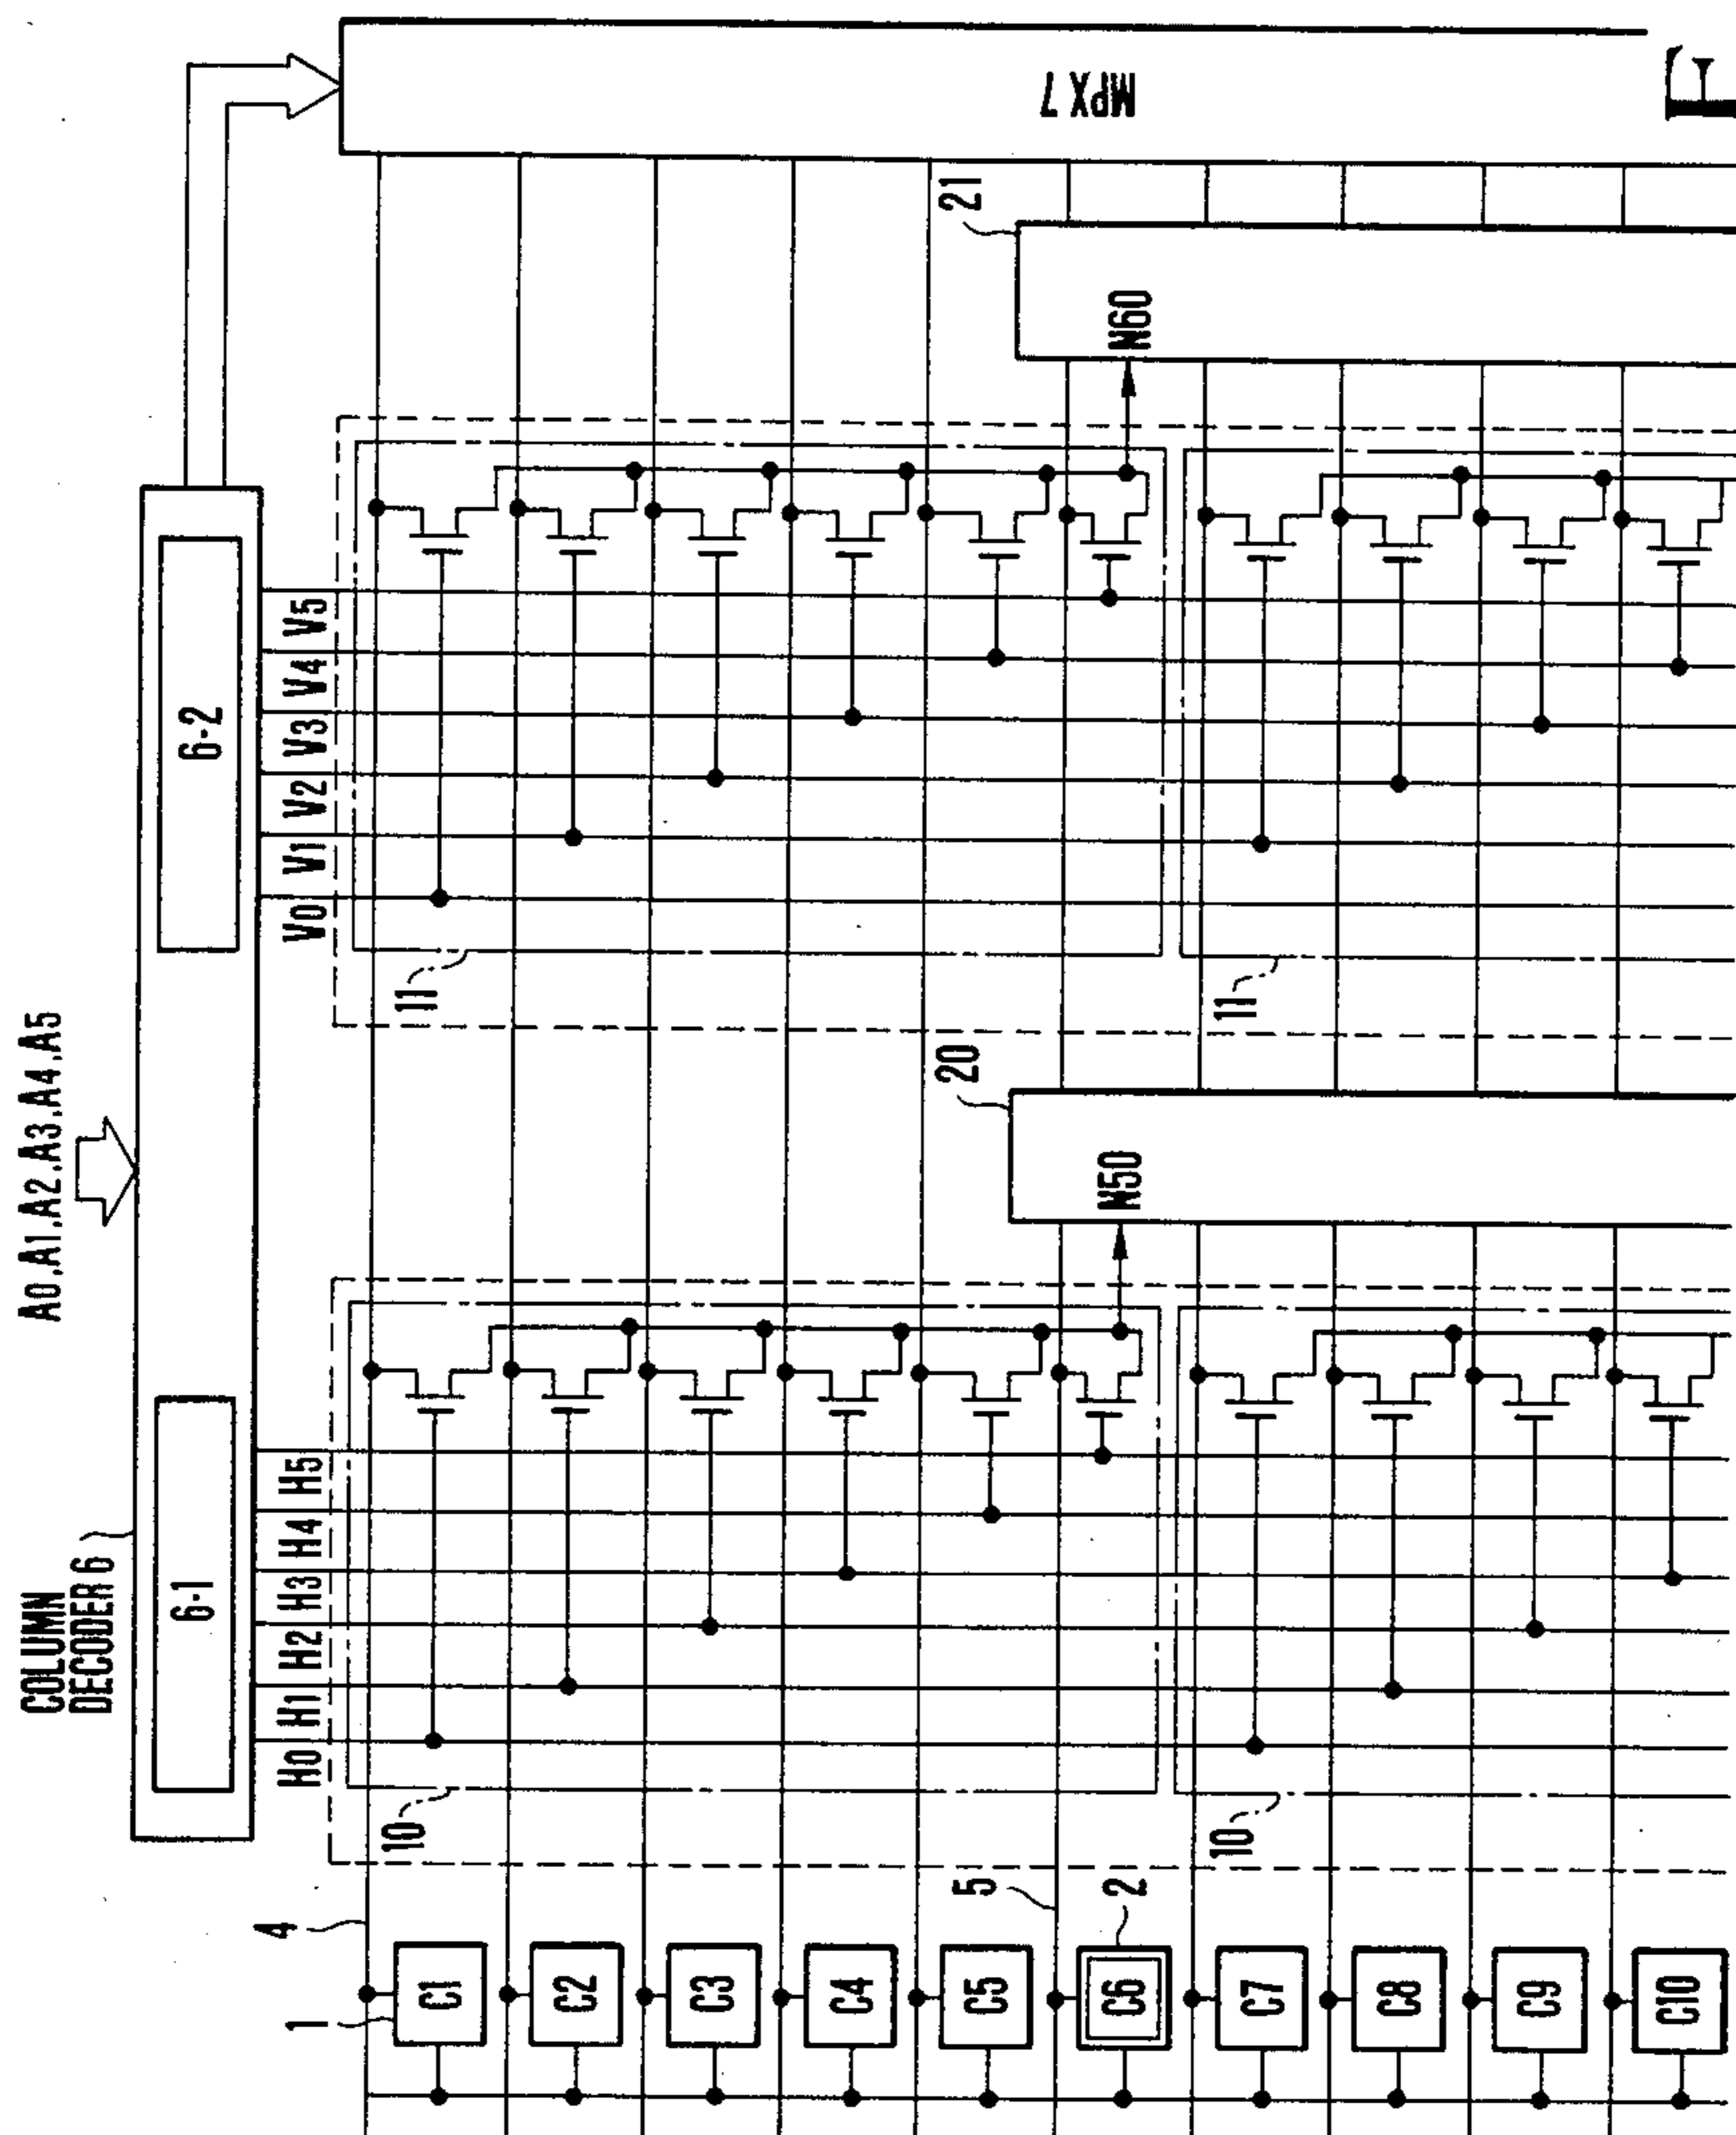 COLUMN
DECODER 6
A0.A1.A2.A3.A4.A5
6-1
6-2
H0
H1
H2
H3
H4
H5
V0
V1
V2
V3
V4
V5
MPX 7
10
11
10
11
20
21
N50
N60
4
5
1
2
C1
C2
C3
C4
C5
C6
C7
C8
C9
C10